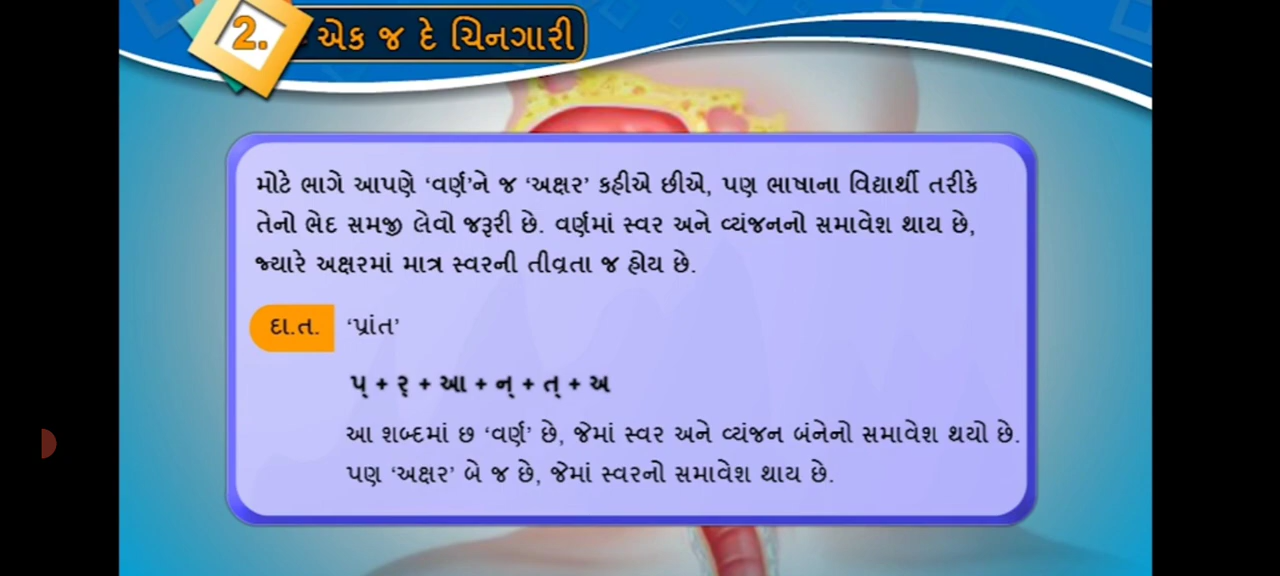 2. એક જ દે ચિનગારી
મોટે ભાગે આપણે ‘વર્ણ’ને જ ‘અક્ષર’ કહીએ છીએ, પણ ભાષાના વિદ્યાર્થી તરીકે
તેનો ભેદ સમજી લેવો જરૂરી છે. વર્ણમાં સ્વર અને વ્યંજનનો સમાવેશ થાય છે,
જ્યારે અક્ષરમાં માત્ર સ્વરની તીવ્રતા જ હોય છે.
દા.ત. ‘પ્રાંત’
પ્ + ર્ + આ + ન્ + ત્ + અ
આ શબ્દમાં છ ‘વર્ણ’ છે, જેમાં સ્વર અને વ્યંજન બંનેનો સમાવેશ થયો છે.
પણ ‘અક્ષર’ બે જ છે, જેમાં સ્વરનો સમાવેશ થાય છે.